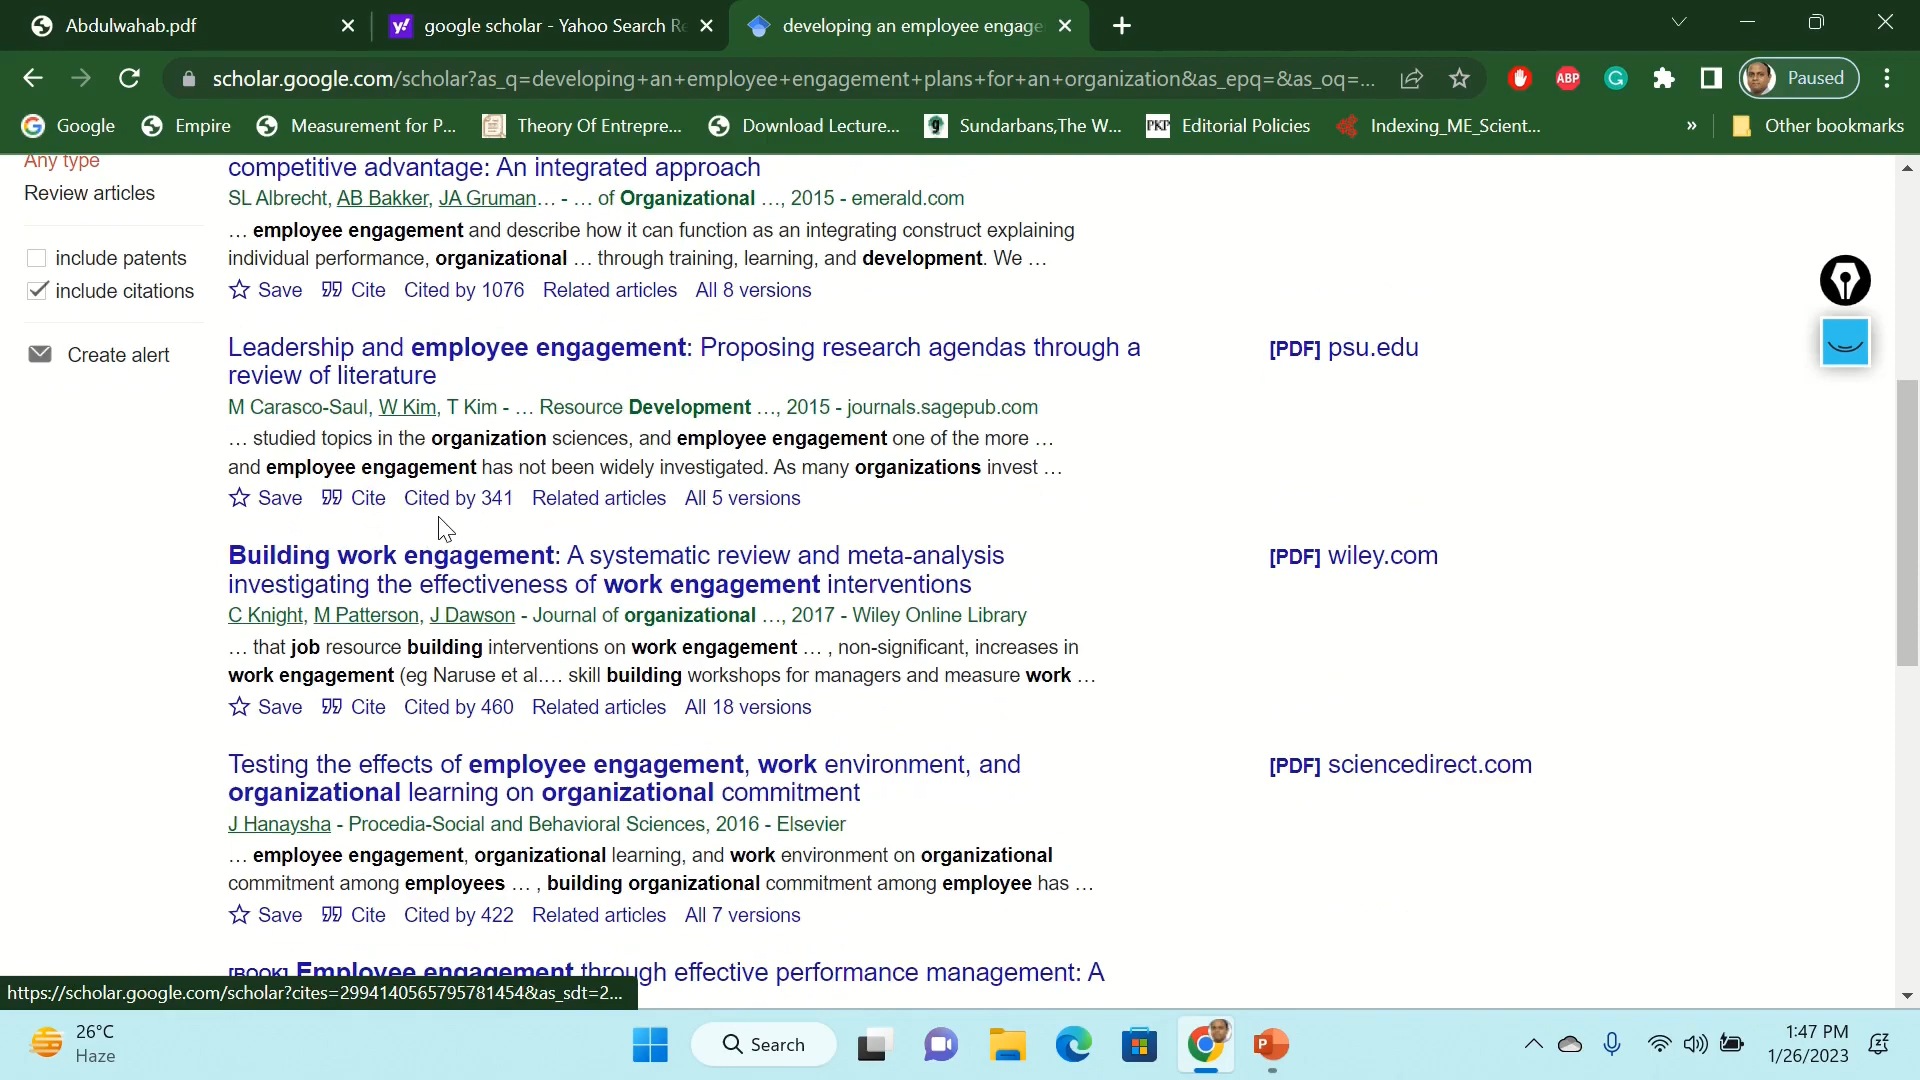 Abdulwahab.pdf
google scholar - Yahoo Search Re
developing an employee engage
scholar.google.com/scholar?as_q=developing+an+employee+engagement+plans+for+an+organization&as_epq=&as_oq=...
ABP
Paused
Google
Empire
Measurement for P...
Theory Of Entrepre...
Download Lecture...
Sundarbans,The W...
PKP
Editorial Policies
Indexing_ME_Scient...
»
Other bookmarks
Any type
Review articles
include patents
include citations
Create alert
competitive advantage: An integrated approach
SL Albrecht, AB Bakker, JA Gruman… - … of Organizational …, 2015 - emerald.com
… employee engagement and describe how it can function as an integrating construct explaining
individual performance, organizational … through training, learning, and development. We …
Save Cite Cited by 1076 Related articles All 8 versions
Leadership and employee engagement: Proposing research agendas through a
review of literature
[PDF] psu.edu
M Carasco-Saul, W Kim, T Kim - … Resource Development …, 2015 - journals.sagepub.com
… studied topics in the organization sciences, and employee engagement one of the more …
and employee engagement has not been widely investigated. As many organizations invest …
Save Cite Cited by 341 Related articles All 5 versions
Building work engagement: A systematic review and meta-analysis
investigating the effectiveness of work engagement interventions
[PDF] wiley.com
C Knight, M Patterson, J Dawson - Journal of organizational …, 2017 - Wiley Online Library
… that job resource building interventions on work engagement … , non-significant, increases in
work engagement (eg Naruse et al.… skill building workshops for managers and measure work …
Save Cite Cited by 460 Related articles All 18 versions
Testing the effects of employee engagement, work environment, and
organizational learning on organizational commitment
[PDF] sciencedirect.com
J Hanaysha - Procedia-Social and Behavioral Sciences, 2016 - Elsevier
… employee engagement, organizational learning, and work environment on organizational
commitment among employees … , building organizational commitment among employee has …
Save Cite Cited by 422 Related articles All 7 versions
[BOOK] Employee engagement through effective performance management: A
https://scholar.google.com/scholar?cites=2994140565795781454&as_sdt=2...
26°C
Haze
Search
1:47 PM
1/26/2023